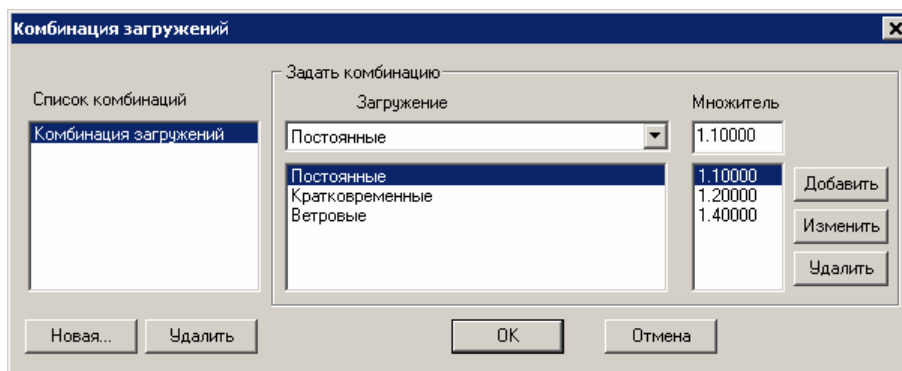 Комбинация загружений
Задать комбинацию
Список комбинаций
Загружение
Множитель
Комбинация загружений
Постоянные
1.10000
Постоянные
1.10000
Кратковременные
1.20000
Ветровые
1.40000
Добавить
Изменить
Удалить
Новая...
Удалить
OK
Отмена